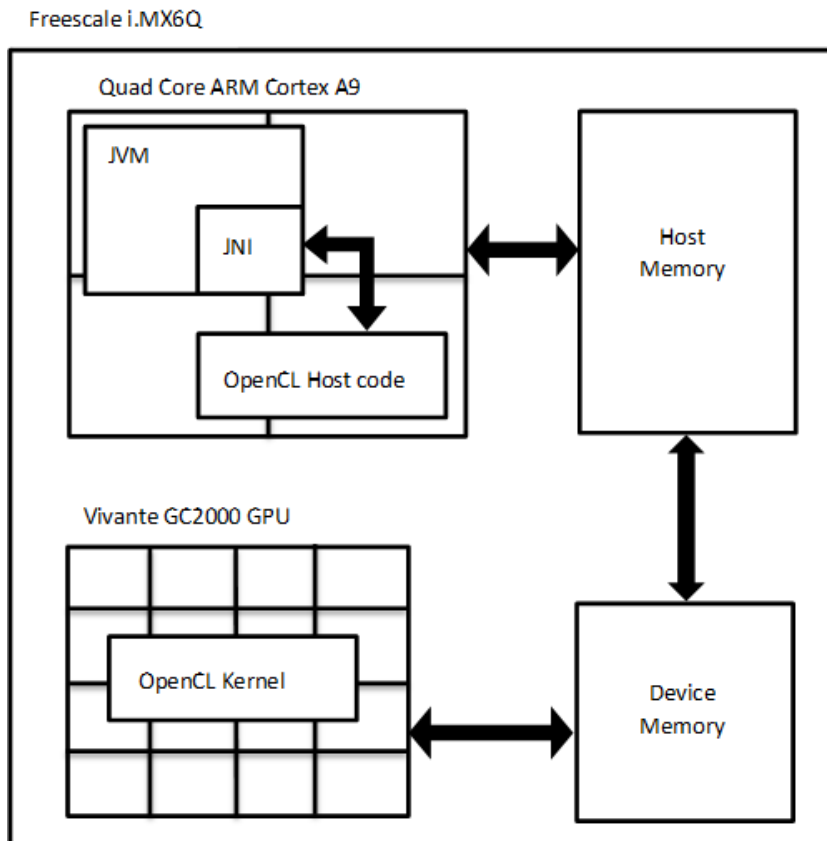 Freescale i.MX6Q
Quad Core ARM Cortex A9
JVM
JNI
OpenCL Host code
Host
Memory
Vivante GC2000 GPU
OpenCL Kernel
Device
Memory